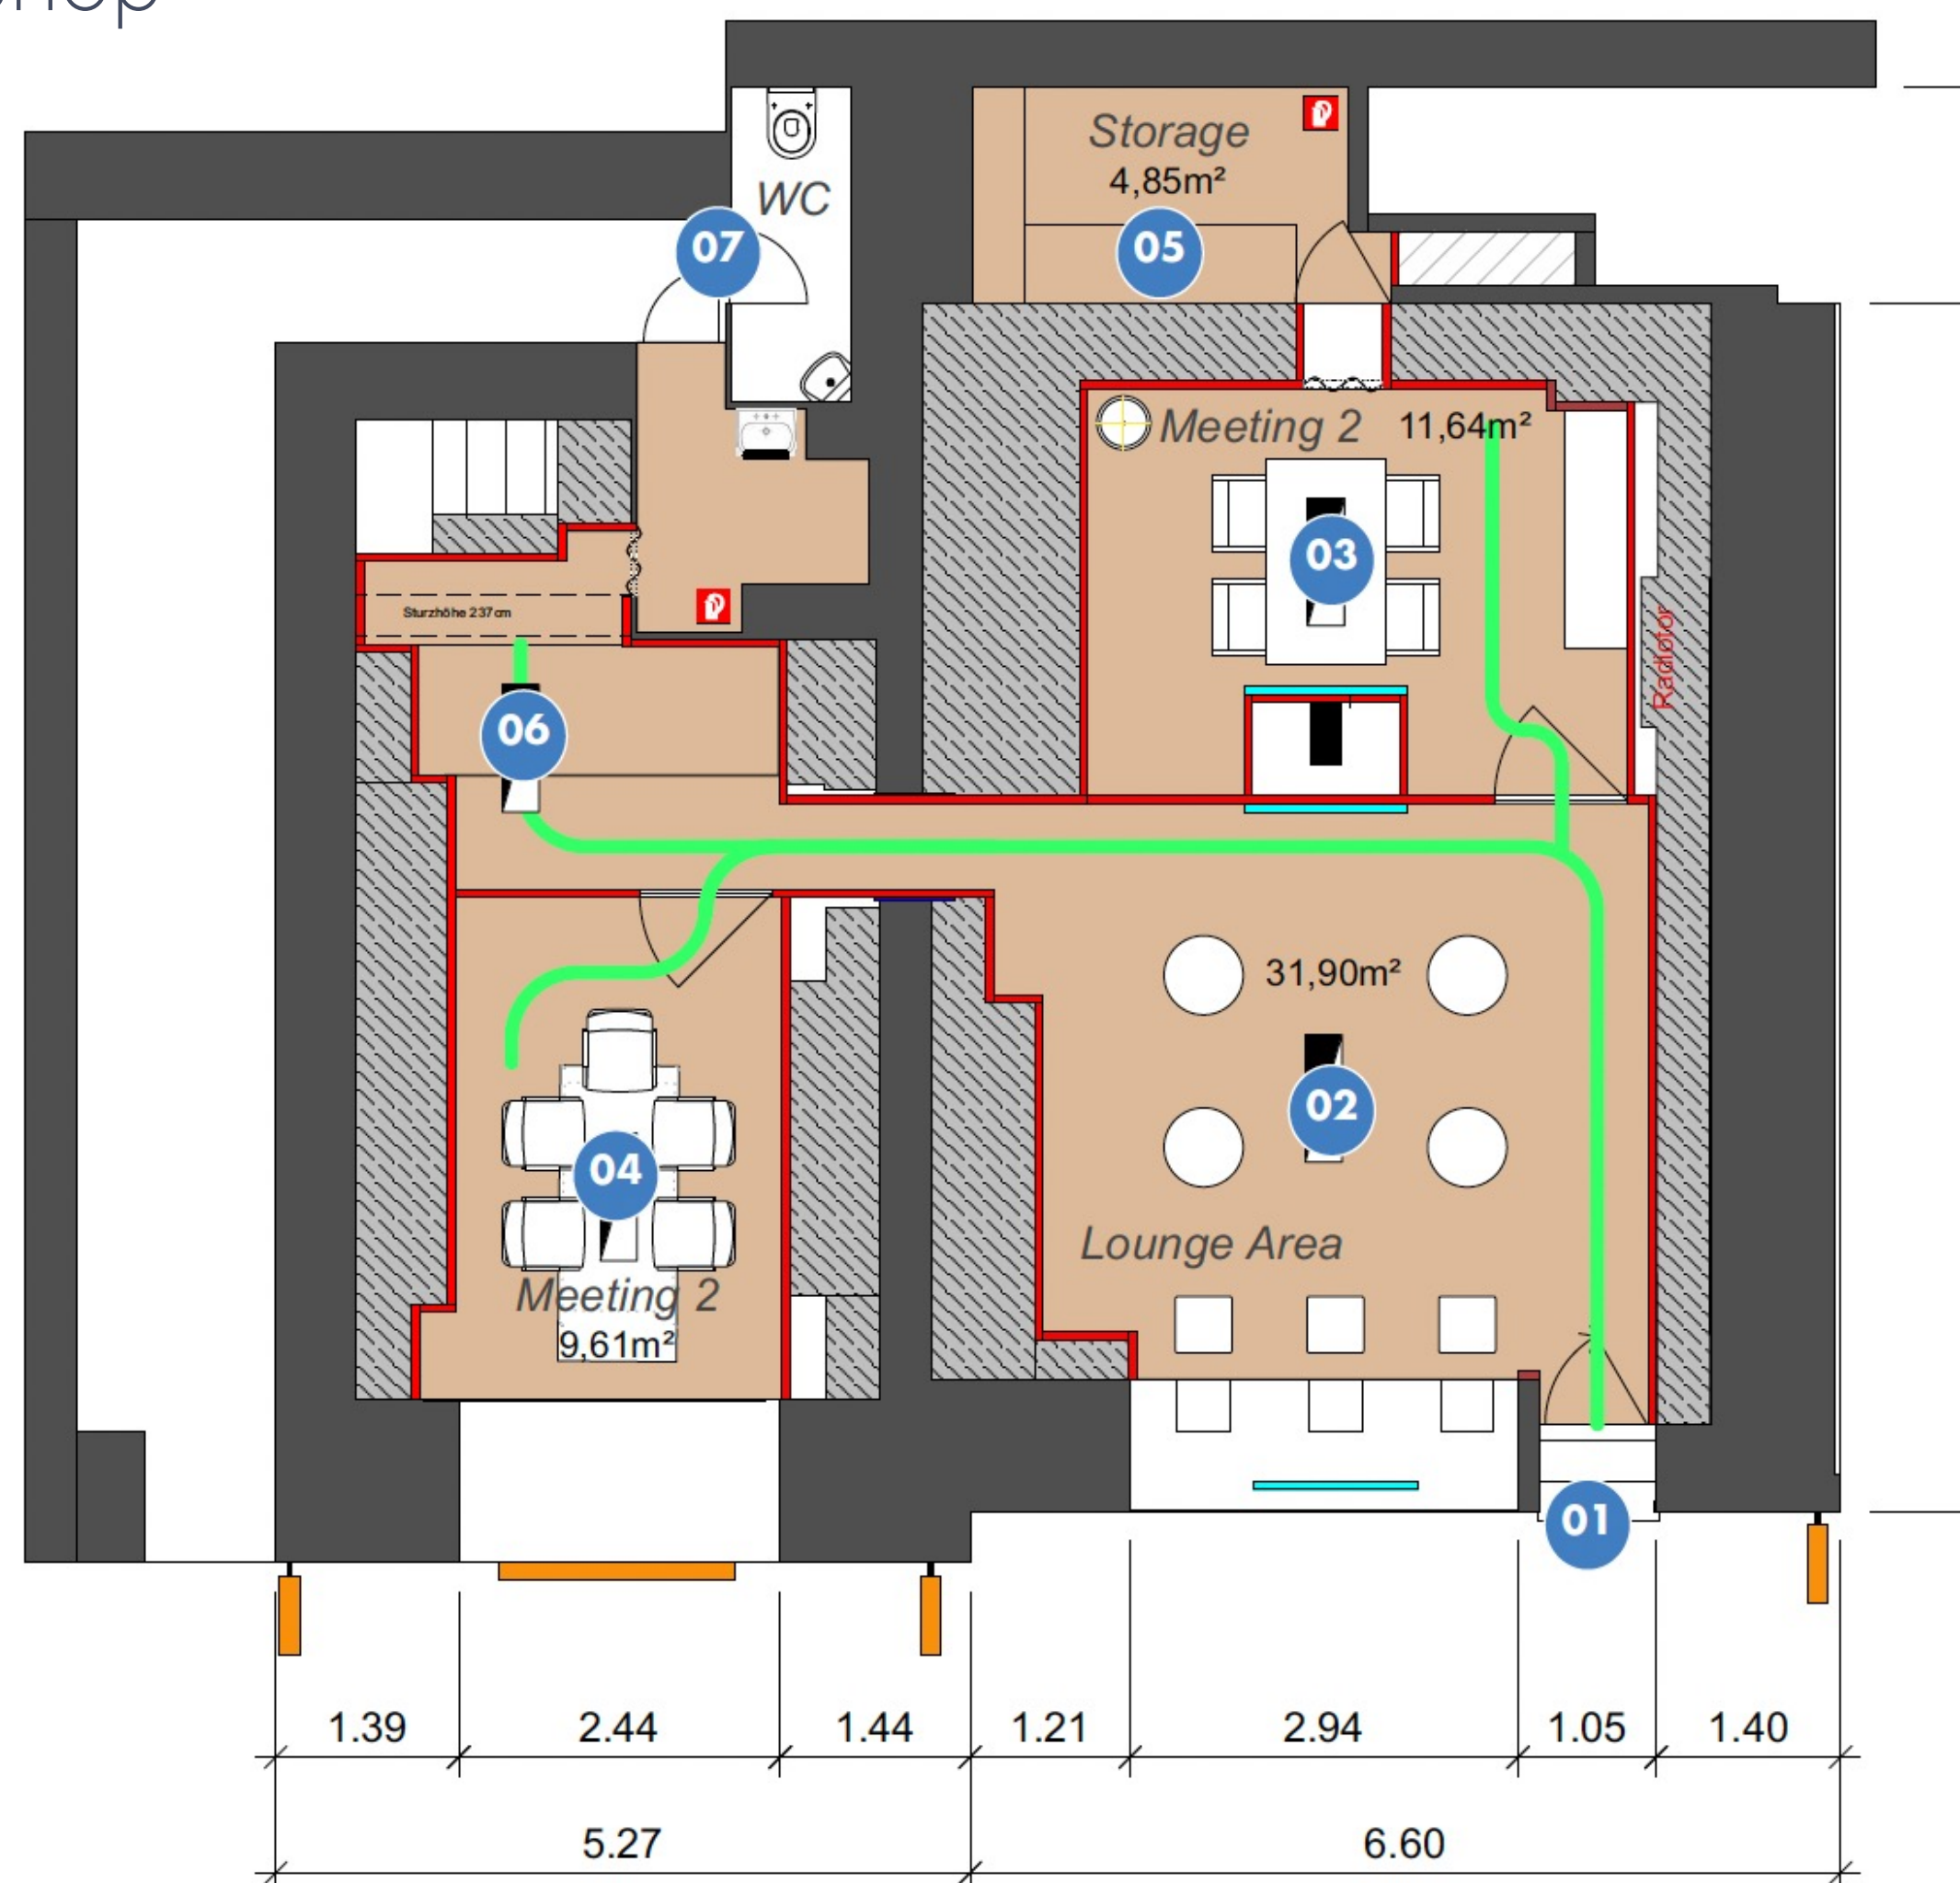 Storage
4,85m²
WC
07
05
Meeting 2 11,64m²
03
Sturzhöhe 237cm
Radiotor
06
31,90m²
02
04
Lounge Area
Meeting 2
9,61m²
01
1.39 2.44 1.44 1.21 2.94 1.05 1.40
5.27 6.60